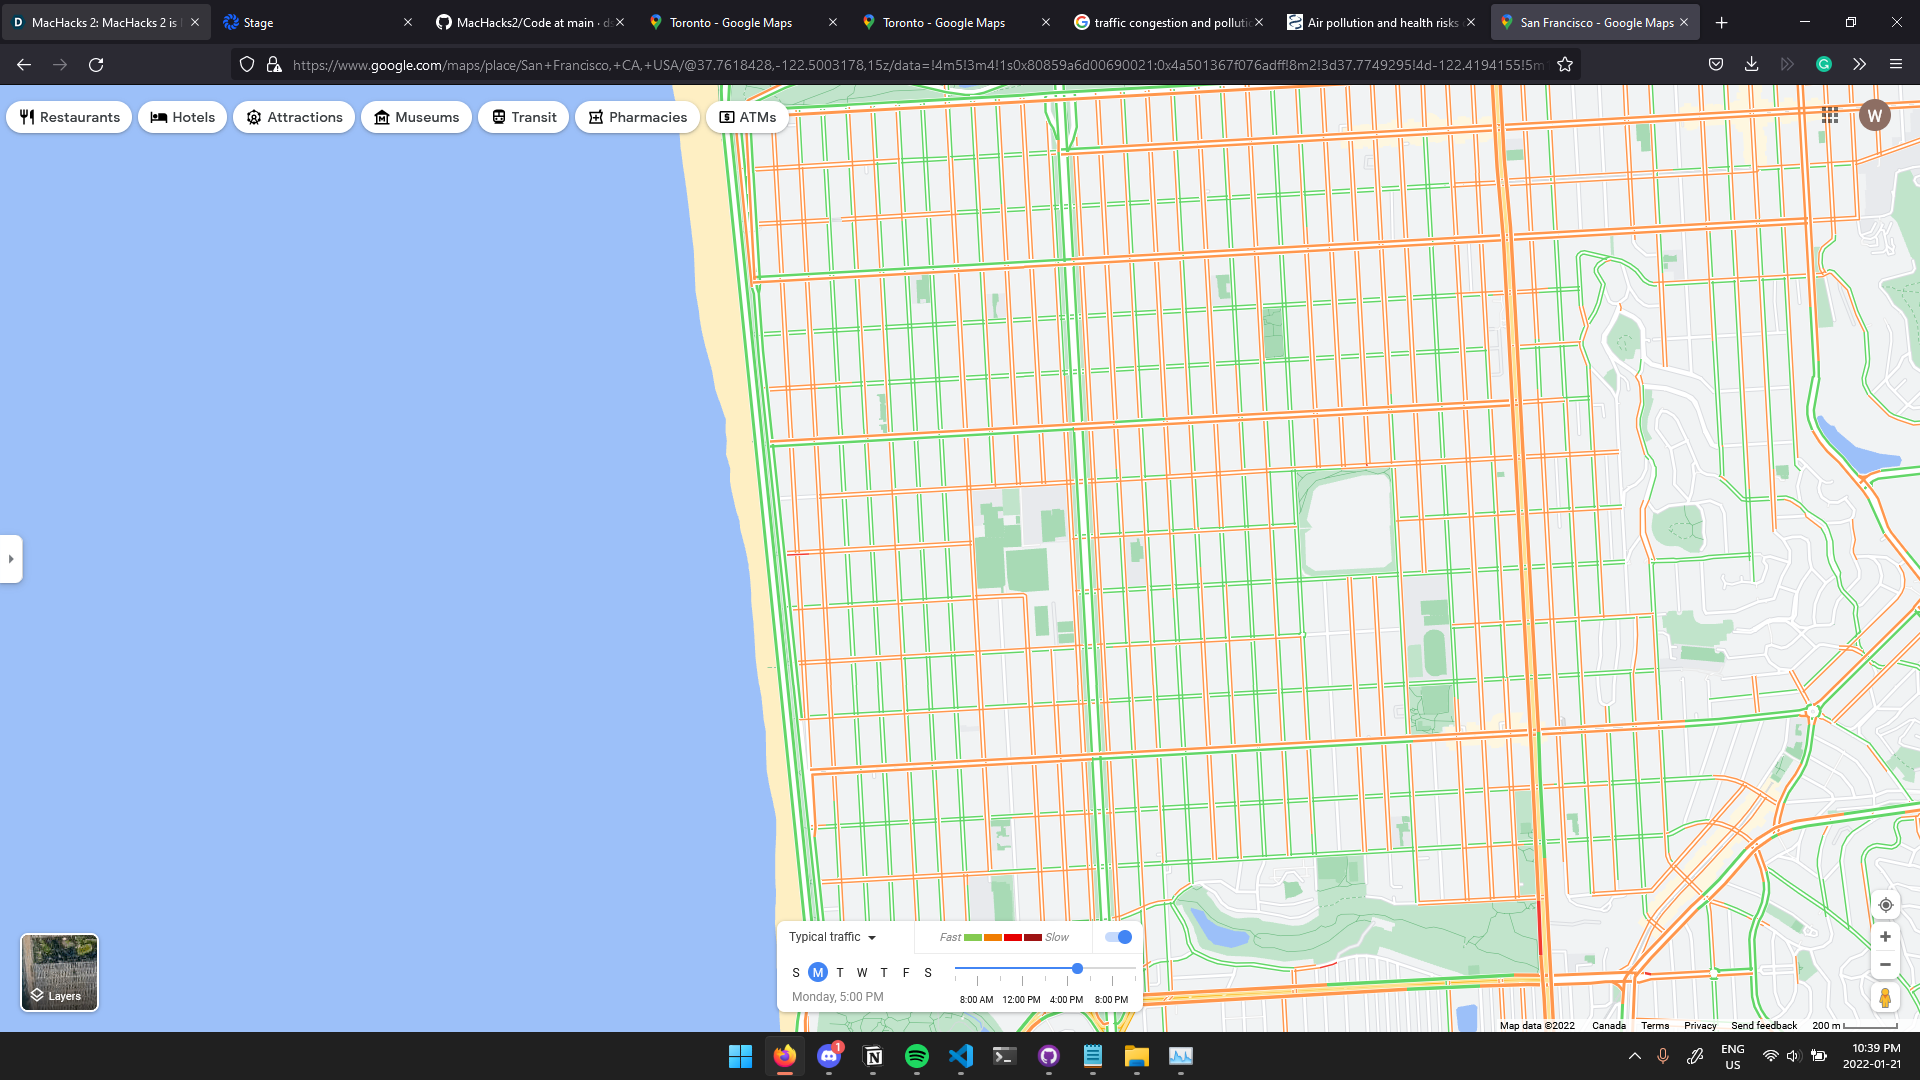 MacHacks 2: MacHacks 2 is
Stage
MacHacks2/Code at main · ds
Toronto - Google Maps
Toronto - Google Maps
traffic congestion and pollutic
Air pollution and health risks
San Francisco - Google Maps
https://www.google.com/maps/place/San+Francisco,+CA,+USA/@37.7618428,-122.5003178,15z/data=!4m5!3m4!1s0x80859a6d00690021:0x4a501367f076adff!8m2!3d37.7749295!4d-122.4194155!5m
Restaurants
Hotels
Attractions
Museums
Transit
Pharmacies
ATMs
W
Layers
Typical traffic
Fast
Slow
S M T W T F S
Monday, 5:00 PM
8:00 AM 12:00 PM 4:00 PM 8:00 PM
Map data ©2022 Canada Terms Privacy Send feedback 200 m
1
ENG
US
10:39 PM
2022-01-21